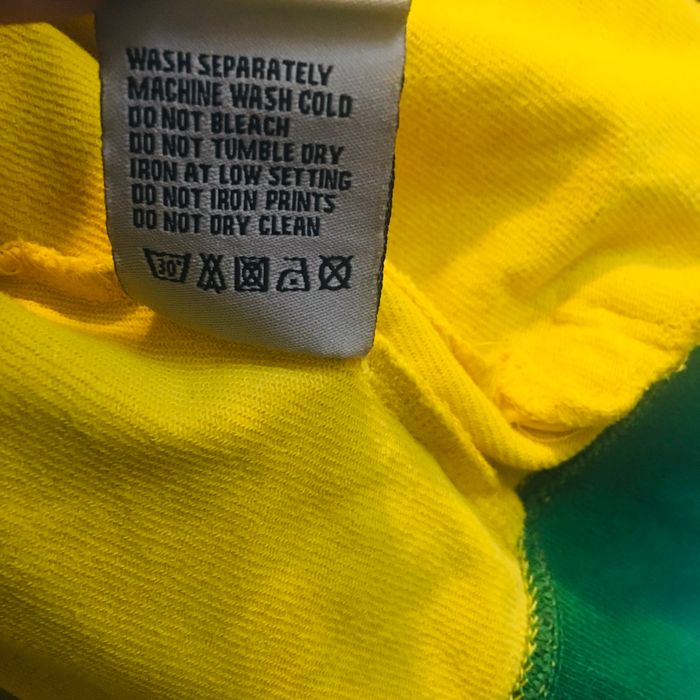 WASH SEPARATELY
MACHINE WASH COLD
DO NOT BLEACH
DO NOT TUMBLE DRY
IRON AT LOW SETTING
DO NOT IRON PRINTS
DO NOT DRY CLEAN
30°